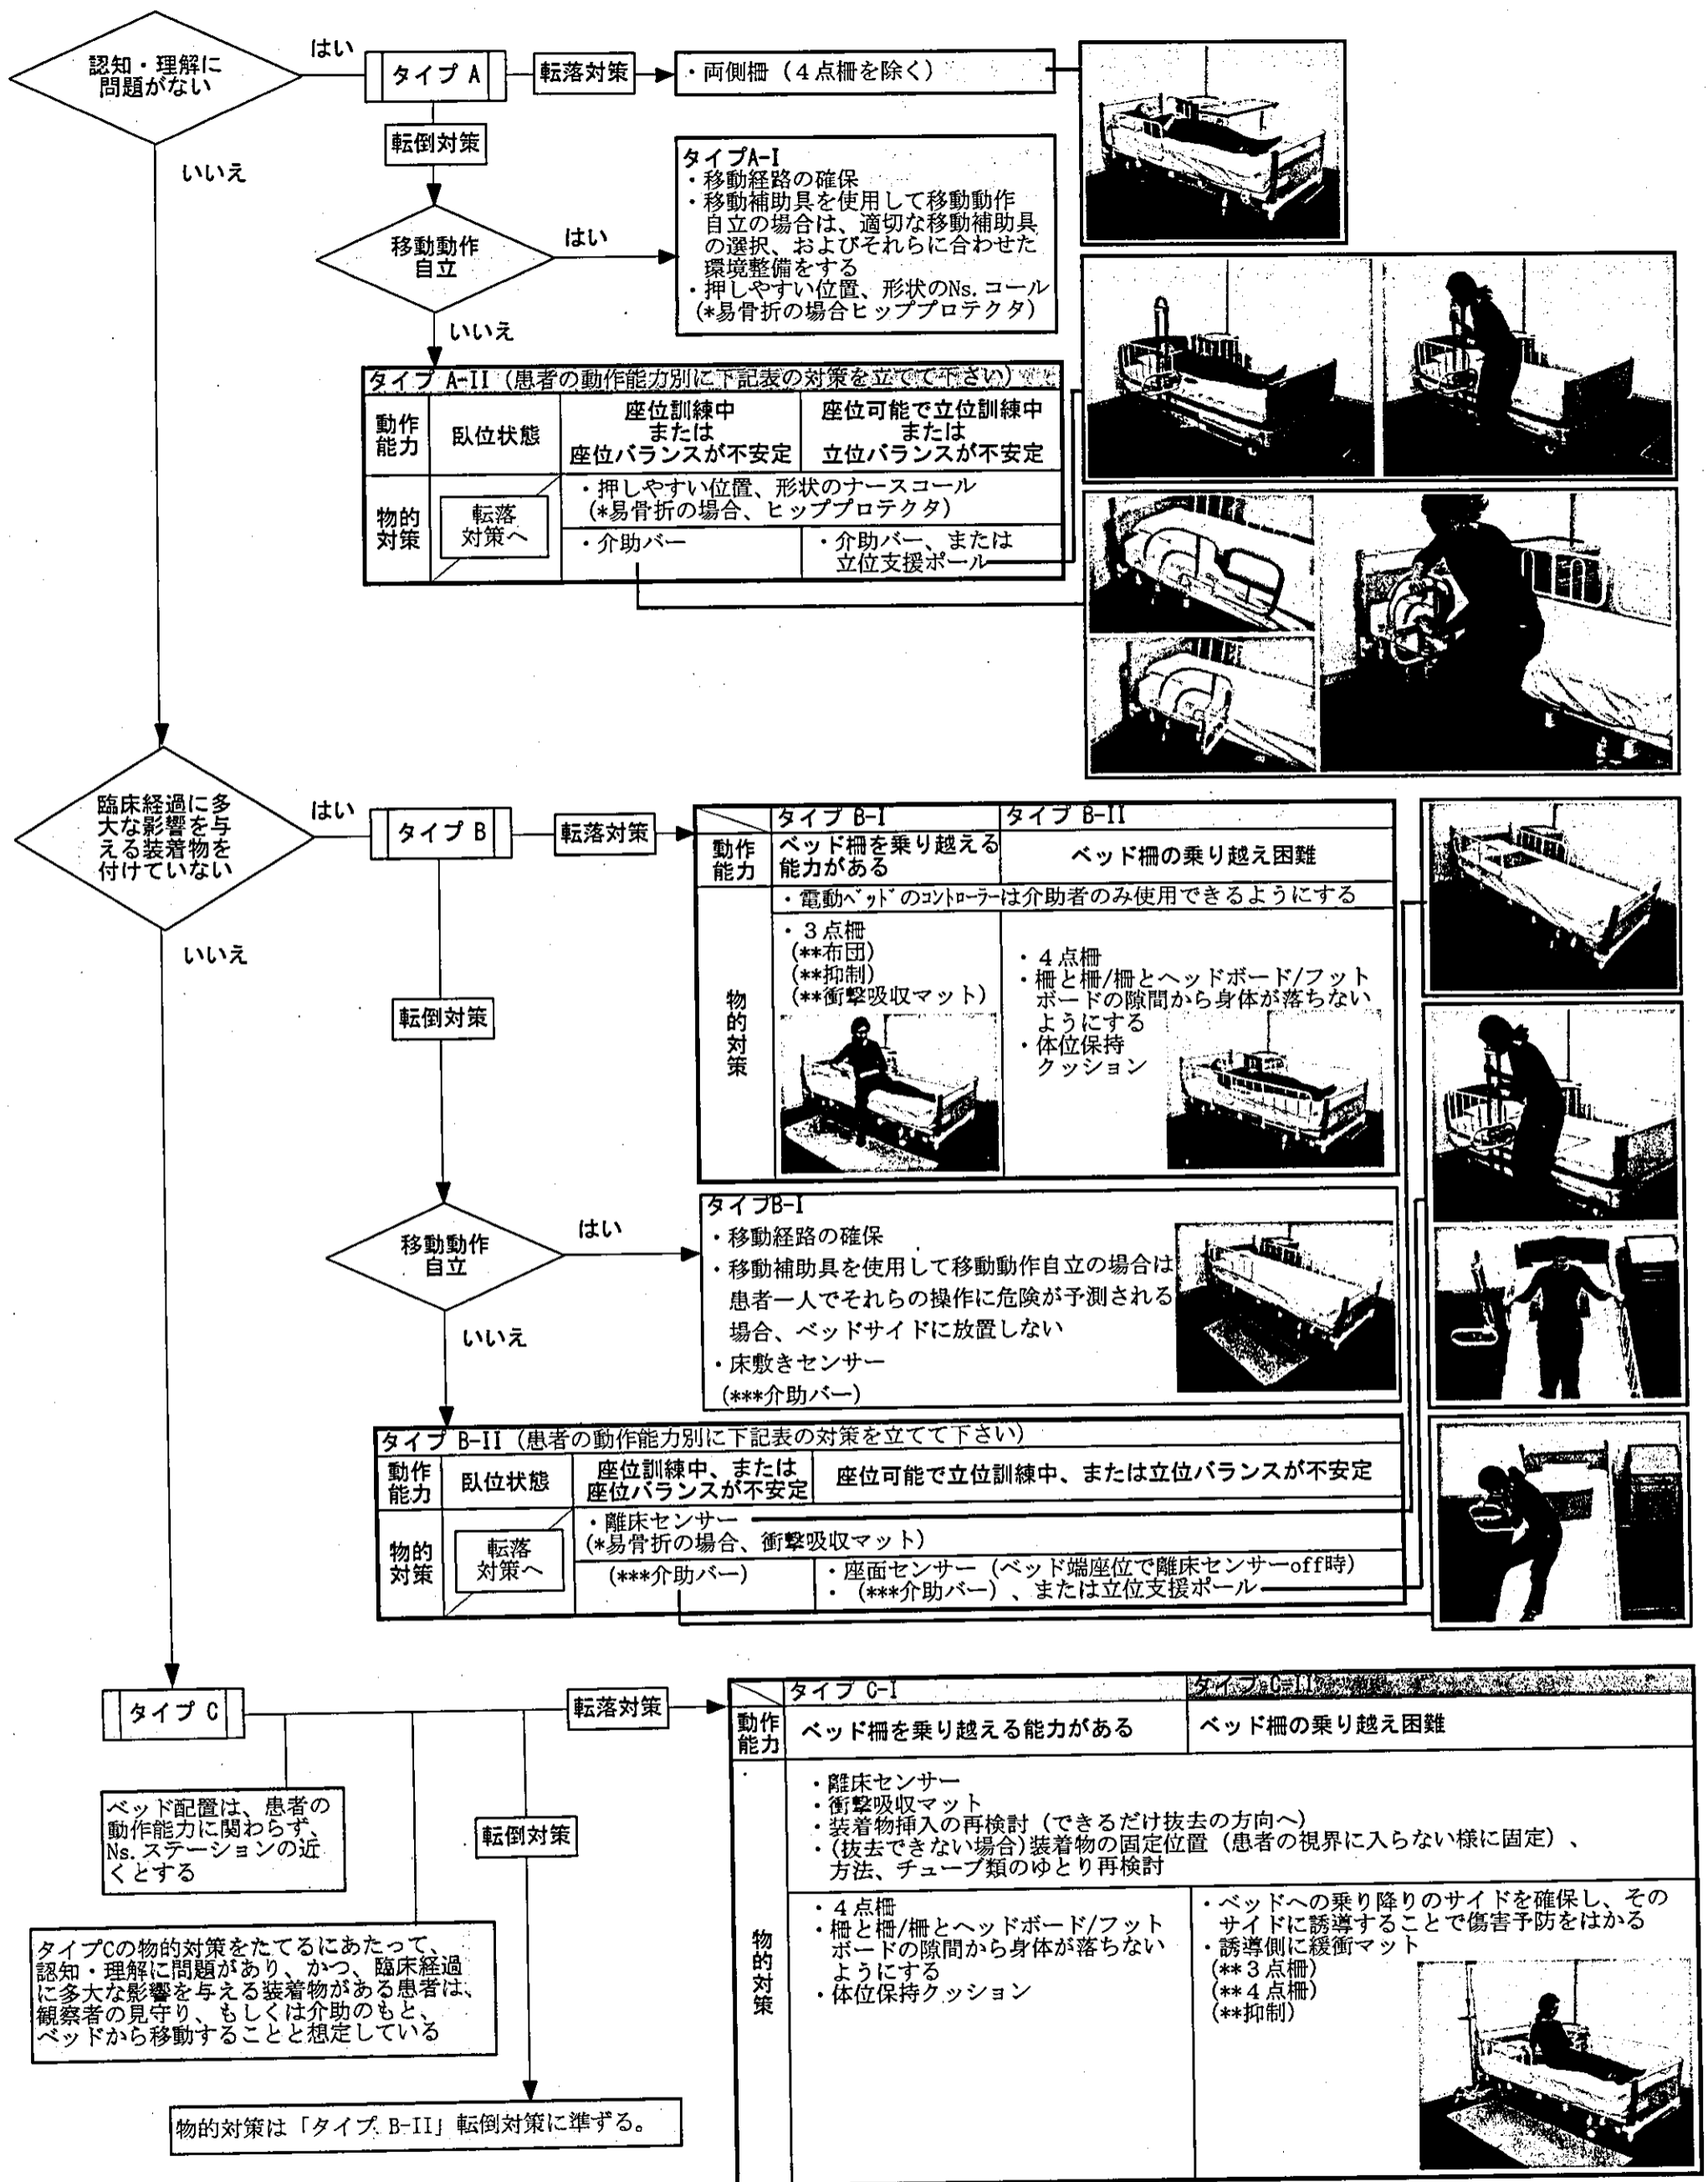 認知・理解に
問題がない
はい
いいえ
タイプ A
転落対策
・両側柵（４点柵を除く）
転倒対策
移動動作
自立
はい
いいえ
タイプA-I
・移動経路の確保
・移動補助具を使用して移動動作
自立の場合は、適切な移動補助具
の選択、およびそれらに合わせた
環境整備をする
・押しやすい位置、形状のNs.コール
(*易骨折の場合ヒッププロテクタ)
タイプ A-II（患者の動作能力別に下記表の対策を立てて下さい）
動作
能力
臥位状態
座位訓練中
または
座位バランスが不安定
座位可能で立位訓練中
または
立位バランスが不安定
物的
対策
転落
対策へ
・押しやすい位置、形状のナースコール
(*易骨折の場合、ヒッププロテクタ)
・介助バー
・介助バー、または
立位支援ポール
臨床経過に多
大な影響を与
える装着物を
付けていない
はい
いいえ
タイプ B
転落対策
タイプ B-I
タイプ B-II
動作
能力
ベッド柵を乗り越える
能力がある
ベッド柵の乗り越え困難
物的対策
・電動ﾍﾞｯﾄﾞのｺﾝﾄﾛｰﾗｰは介助者のみ使用できるようにする
・３点柵
(**布団)
(**抑制)
(**衝撃吸収マット)
・４点柵
・柵と柵/柵とヘッドボード/フット
ボードの隙間から身体が落ちない
ようにする
・体位保持
クッション
転倒対策
移動動作
自立
はい
いいえ
タイプB-I
・移動経路の確保
・移動補助具を使用して移動動作自立の場合は
患者一人でそれらの操作に危険が予測される
場合、ベッドサイドに放置しない
・床敷きセンサー
(***介助バー)
タイプ B-II（患者の動作能力別に下記表の対策を立てて下さい）
動作
能力
臥位状態
座位訓練中、または
座位バランスが不安定
座位可能で立位訓練中、または立位バランスが不安定
物的
対策
転落
対策へ
・離床センサー
(*易骨折の場合、衝撃吸収マット)
(***介助バー)
・座面センサー（ベッド端座位で離床センサーoff時）
・（***介助バー）、または立位支援ポール
タイプ C
転落対策
ベッド配置は、患者の
動作能力に関わらず、
Ns.ステーションの近
くとする
転倒対策
タイプCの物的対策をたてるにあたって、
認知・理解に問題があり、かつ、臨床経過
に多大な影響を与える装着物がある患者は、
観察者の見守り、もしくは介助のもと、
ベッドから移動することと想定している
物的対策は「タイプ B-II」転倒対策に準ずる。
タイプ C-I
タイプ C-II
動作
能力
ベッド柵を乗り越える能力がある
ベッド柵の乗り越え困難
物的対策
・離床センサー
・衝撃吸収マット
・装着物挿入の再検討（できるだけ抜去の方向へ）
・(抜去できない場合)装着物の固定位置（患者の視界に入らない様に固定）、
方法、チューブ類のゆとり再検討
・４点柵
・柵と柵/柵とヘッドボード/フット
ボードの隙間から身体が落ちない
ようにする
・体位保持クッション
・ベッドへの乗り降りのサイドを確保し、その
サイドに誘導することで傷害予防をはかる
・誘導側に緩衝マット
(**３点柵)
(**４点柵)
(**抑制)